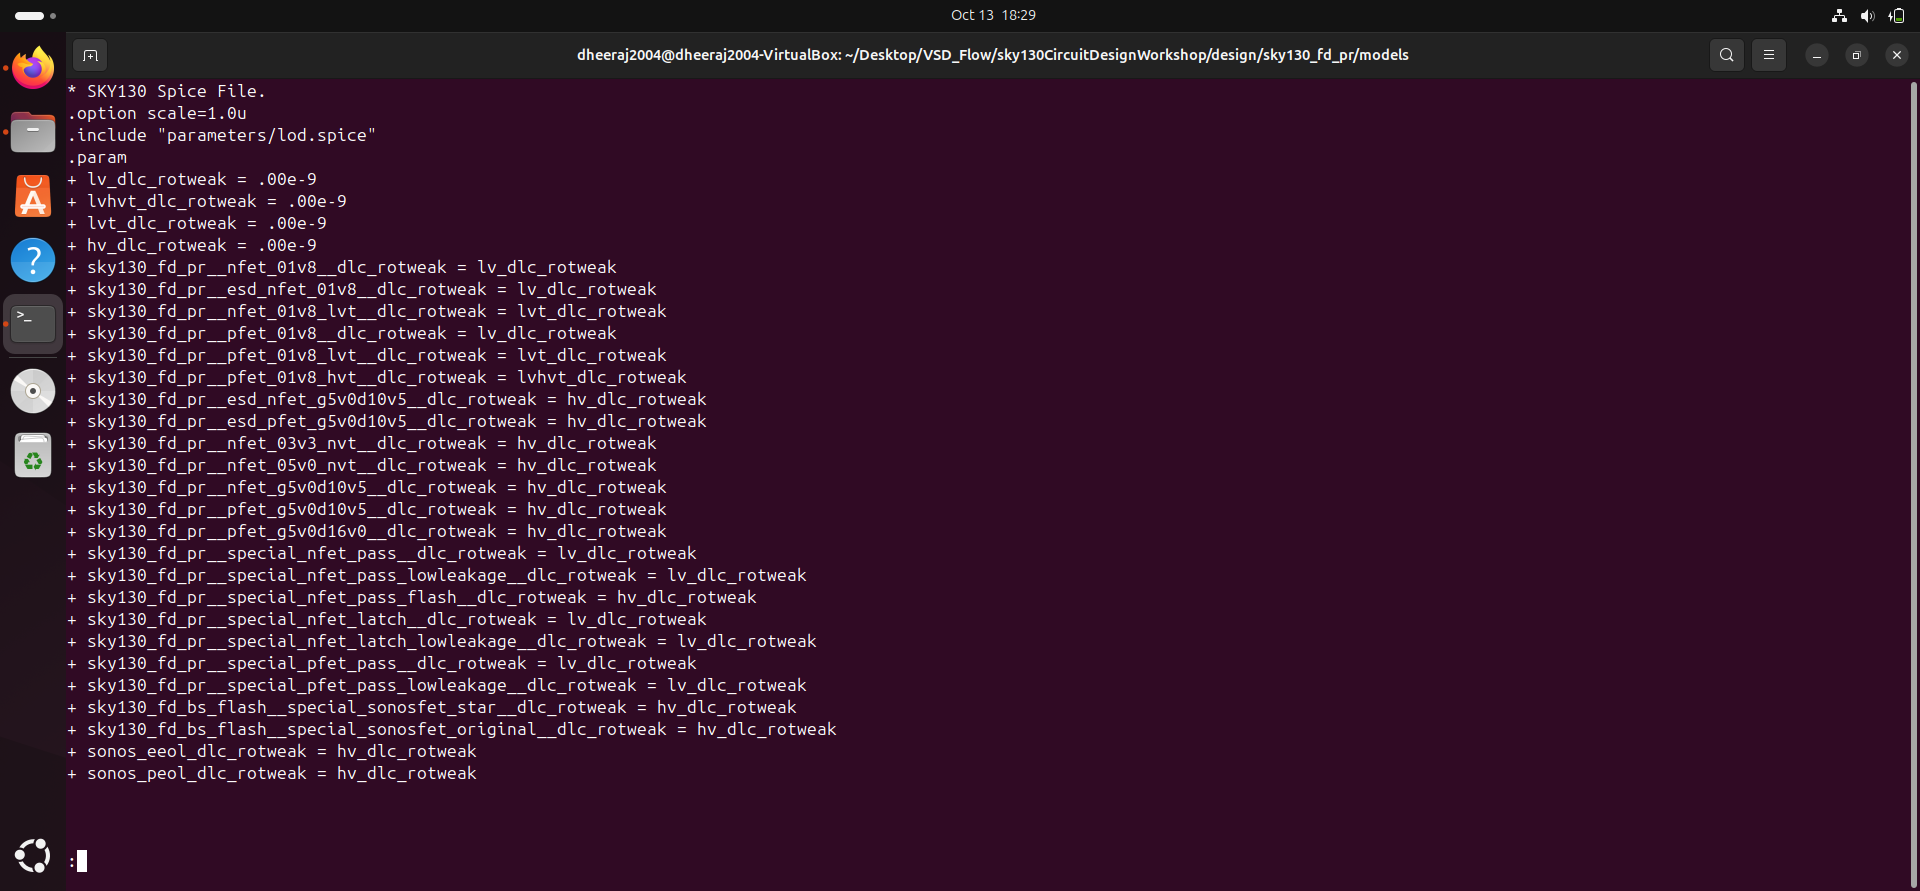 Oct 13 18:29
dheeraj2004@dheeraj2004-VirtualBox: ~/Desktop/VSD_Flow/sky130CircuitDesignWorkshop/design/sky130_fd_pr/models
* SKY130 Spice File.
.option scale=1.0u
.include "parameters/lod.spice"
.param
+ lv_dlc_rotweak = .00e-9
+ lvhvt_dlc_rotweak = .00e-9
+ lvt_dlc_rotweak = .00e-9
+ hv_dlc_rotweak = .00e-9
+ sky130_fd_pr__nfet_01v8__dlc_rotweak = lv_dlc_rotweak
+ sky130_fd_pr__esd_nfet_01v8__dlc_rotweak = lv_dlc_rotweak
+ sky130_fd_pr__nfet_01v8_lvt__dlc_rotweak = lvt_dlc_rotweak
+ sky130_fd_pr__pfet_01v8__dlc_rotweak = lv_dlc_rotweak
+ sky130_fd_pr__pfet_01v8_lvt__dlc_rotweak = lvt_dlc_rotweak
+ sky130_fd_pr__pfet_01v8_hvt__dlc_rotweak = lvhvt_dlc_rotweak
+ sky130_fd_pr__esd_nfet_g5v0d10v5__dlc_rotweak = hv_dlc_rotweak
+ sky130_fd_pr__esd_pfet_g5v0d10v5__dlc_rotweak = hv_dlc_rotweak
+ sky130_fd_pr__nfet_03v3_nvt__dlc_rotweak = hv_dlc_rotweak
+ sky130_fd_pr__nfet_05v0_nvt__dlc_rotweak = hv_dlc_rotweak
+ sky130_fd_pr__nfet_g5v0d10v5__dlc_rotweak = hv_dlc_rotweak
+ sky130_fd_pr__pfet_g5v0d10v5__dlc_rotweak = hv_dlc_rotweak
+ sky130_fd_pr__pfet_g5v0d16v0__dlc_rotweak = hv_dlc_rotweak
+ sky130_fd_pr__special_nfet_pass__dlc_rotweak = lv_dlc_rotweak
+ sky130_fd_pr__special_nfet_pass_lowleakage__dlc_rotweak = lv_dlc_rotweak
+ sky130_fd_pr__special_nfet_pass_flash__dlc_rotweak = hv_dlc_rotweak
+ sky130_fd_pr__special_nfet_latch__dlc_rotweak = lv_dlc_rotweak
+ sky130_fd_pr__special_nfet_latch_lowleakage__dlc_rotweak = lv_dlc_rotweak
+ sky130_fd_pr__special_pfet_pass__dlc_rotweak = lv_dlc_rotweak
+ sky130_fd_pr__special_pfet_pass_lowleakage__dlc_rotweak = lv_dlc_rotweak
+ sky130_fd_bs_flash__special_sonosfet_star__dlc_rotweak = hv_dlc_rotweak
+ sky130_fd_bs_flash__special_sonosfet_original__dlc_rotweak = hv_dlc_rotweak
+ sonos_eeol_dlc_rotweak = hv_dlc_rotweak
+ sonos_peol_dlc_rotweak = hv_dlc_rotweak
: